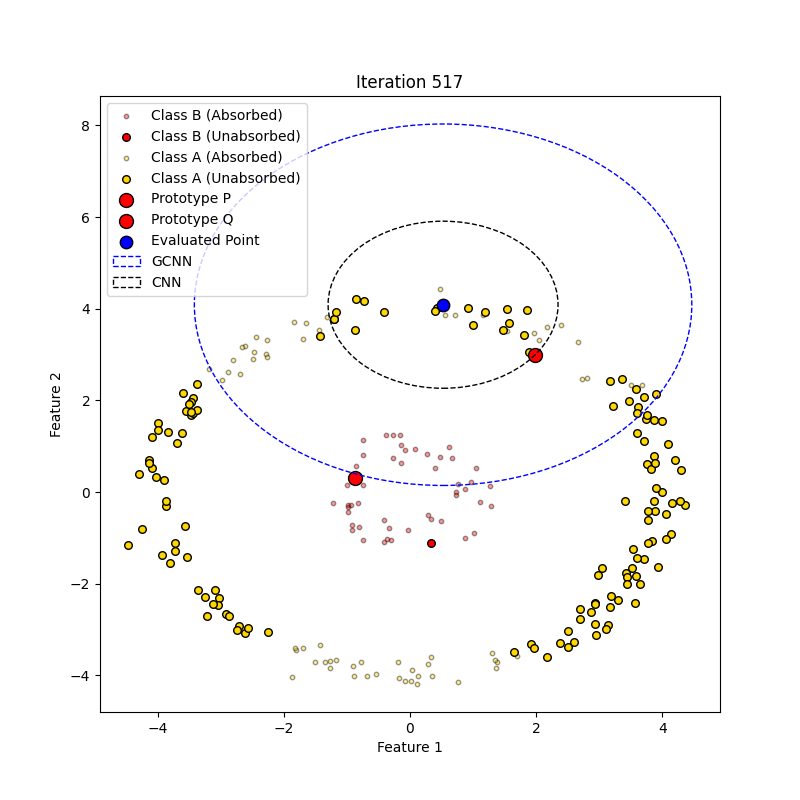 Iteration 517
Class B (Absorbed)
Class B (Unabsorbed)
Class A (Absorbed)
Class A (Unabsorbed)
Prototype P
Prototype Q
Evaluated Point
GCNN
CNN
8
6
4
2
0
−2
−4
Feature 2
−4 −2 0 2 4
Feature 1